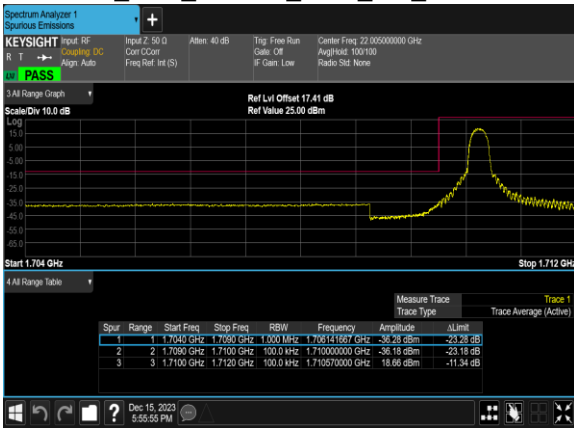 Spectrum Analyzer 1
Spurious Emissions
+
KEYSIGHT Input: RF Input Z: 50 Ω Atten: 40 dB Trig: Free Run Center Freq: 22.005000000 GHz
R T Coupling: DC Corr CCorr Gate: Off Avg|Hold: 100/100
Align: Auto Freq Ref: Int (S) IF Gain: Low Radio Std: None
PASS
3 All Range Graph
Ref Lvl Offset 17.41 dB
Scale/Div 10.0 dB Ref Value 25.00 dBm
Log
15.0
5.00
-5.00
-15.0
-25.0
-35.0
-45.0
-55.0
-65.0
Start 1.704 GHz Stop 1.712 GHz
4 All Range Table
Measure Trace Trace 1
Trace Type Trace Average (Active)
Spur Range Start Freq Stop Freq RBW Frequency Amplitude ΔLimit
1 1 1.7040 GHz 1.7090 GHz 1.000 MHz 1.706141667 GHz -36.28 dBm -23.28 dB
2 2 1.7090 GHz 1.7100 GHz 100.0 kHz 1.710000000 GHz -36.18 dBm -23.18 dB
3 3 1.7100 GHz 1.7120 GHz 100.0 kHz 1.710570000 GHz 18.66 dBm -11.34 dB
? Dec 15, 2023
5:55:55 PM